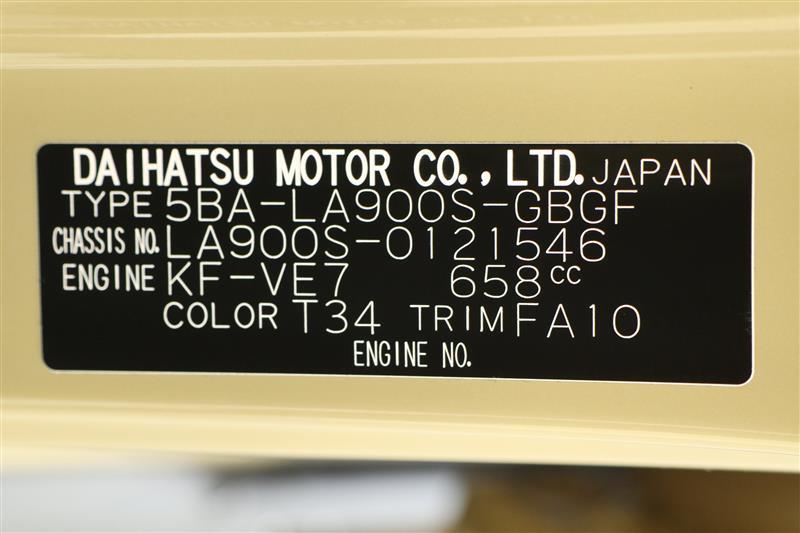 DAIHATSU MOTOR CO., LTD. JAPAN
TYPE 5BA-LA900S-GBGF
CHASSIS NO. LA900S-0121546
ENGINE KF-VE7 658cc
COLOR T34 TRIM FA10
ENGINE NO.